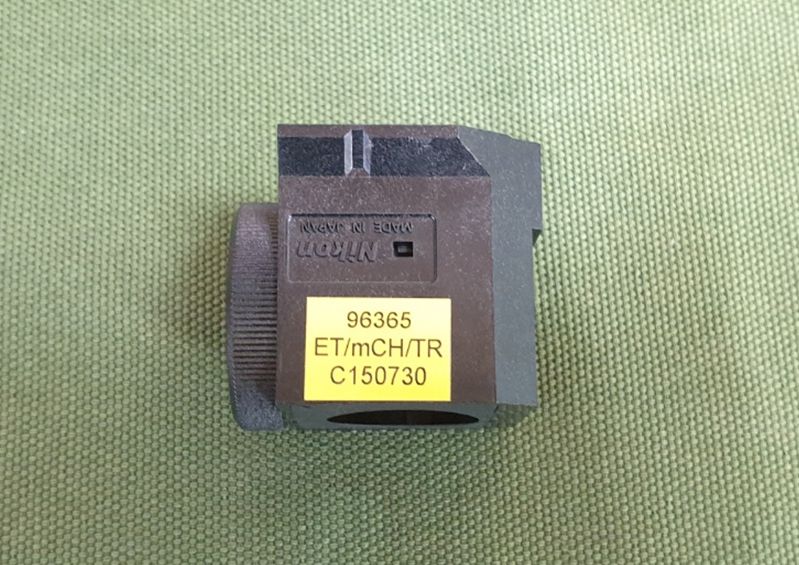 MADE IN JAPAN
Nikon
96365
ET/mCH/TR
C150730